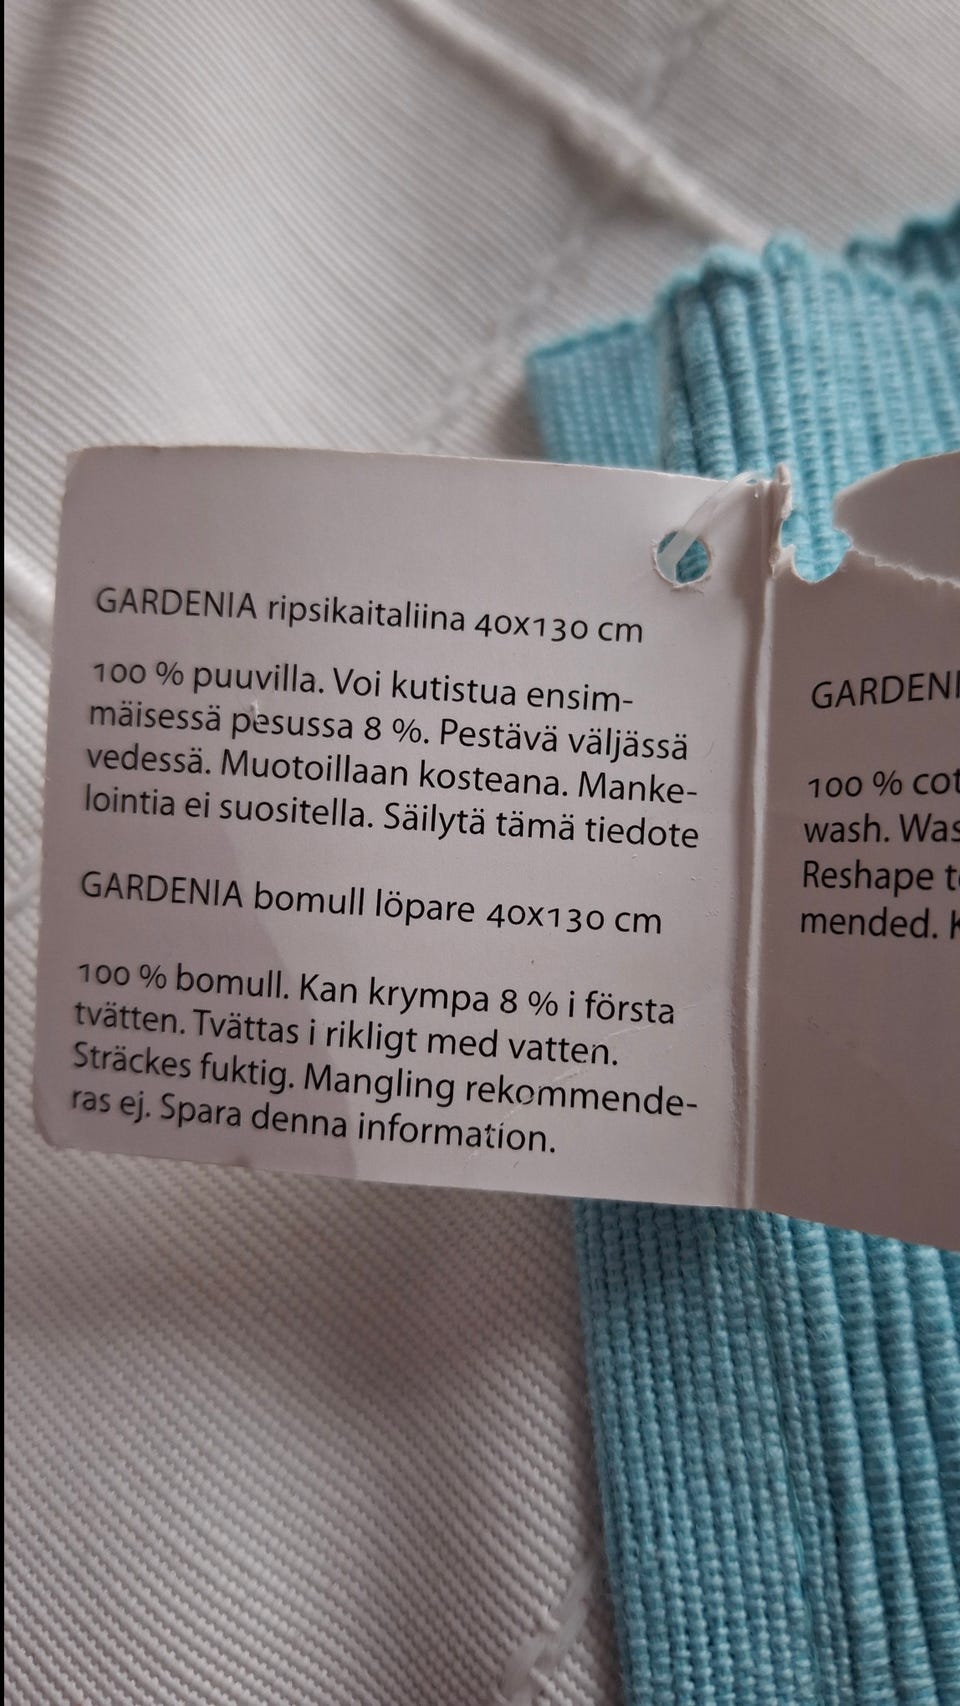 GARDENIA ripsikaitaliina 40x130 cm
100 % puuvilla. Voi kutistua ensim-
mäisessä pesussa 8 %. Pestävä väljässä
vedessä. Muotoillaan kosteana. Manke-
lointia ei suositella. Säilytä tämä tiedote
GARDENIA bomull löpare 40x130 cm
100 % bomull. Kan krympa 8 % i första
tvätten. Tvättas i rikligt med vatten.
Sträckes fuktig. Mangling rekommende-
ras ej. Spara denna information.
GARDENI
100 % cot
wash. Was
Reshape t
mended. K